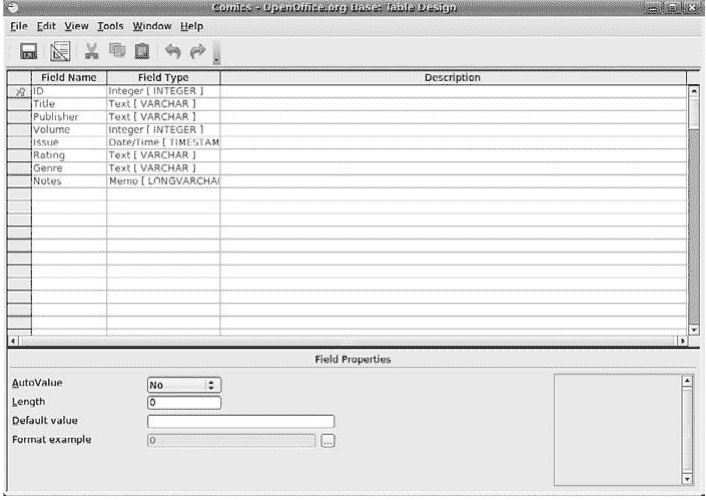 Comics - OpenOffice.org Base: Table Design
File Edit View Tools Window Help
Field Name Field Type Description
ID Integer [ INTEGER ]
Title Text [ VARCHAR ]
Publisher Text [ VARCHAR ]
Volume Integer [ INTEGER ]
Issue Date/Time [ TIMESTAM
Rating Text [ VARCHAR ]
Genre Text [ VARCHAR ]
Notes Memo [ LONGVARCHAI
Field Properties
AutoValue No
Length 0
Default value
Format example 0 ...